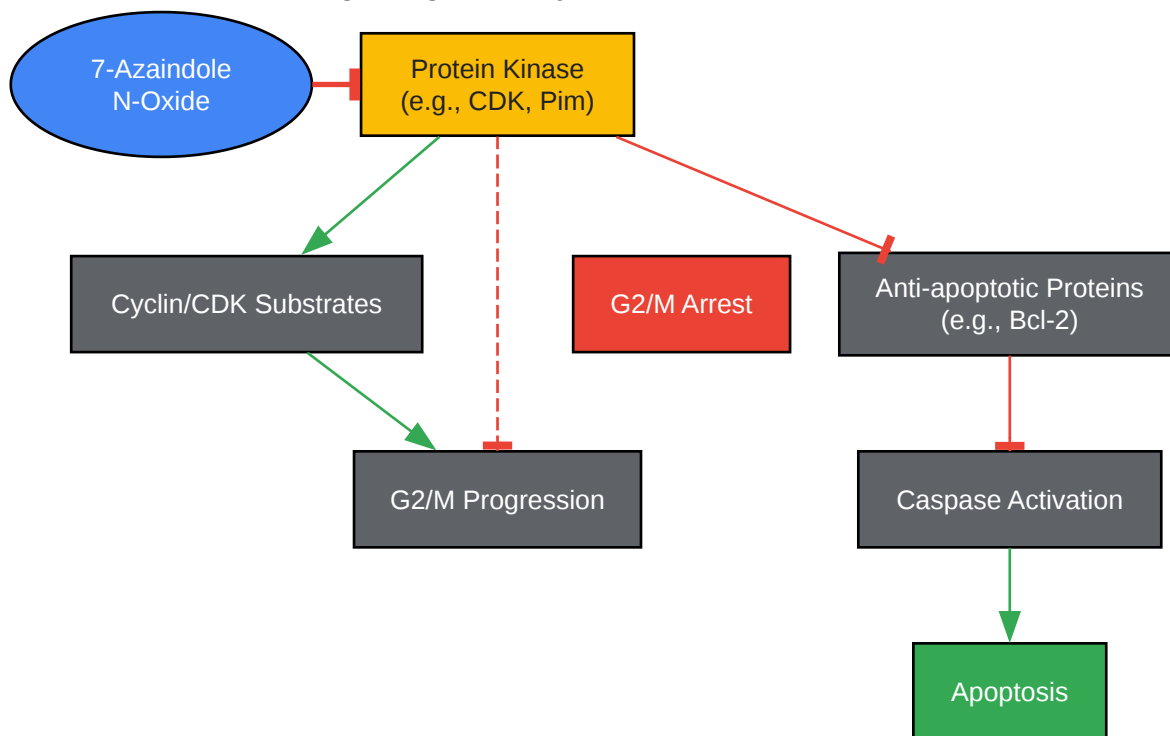 7-Azaindole
N-Oxide
Protein Kinase
(e.g., CDK, Pim)
Cyclin/CDK Substrates
G2/M Arrest
Anti-apoptotic Proteins
(e.g., Bcl-2)
G2/M Progression
Caspase Activation
Apoptosis